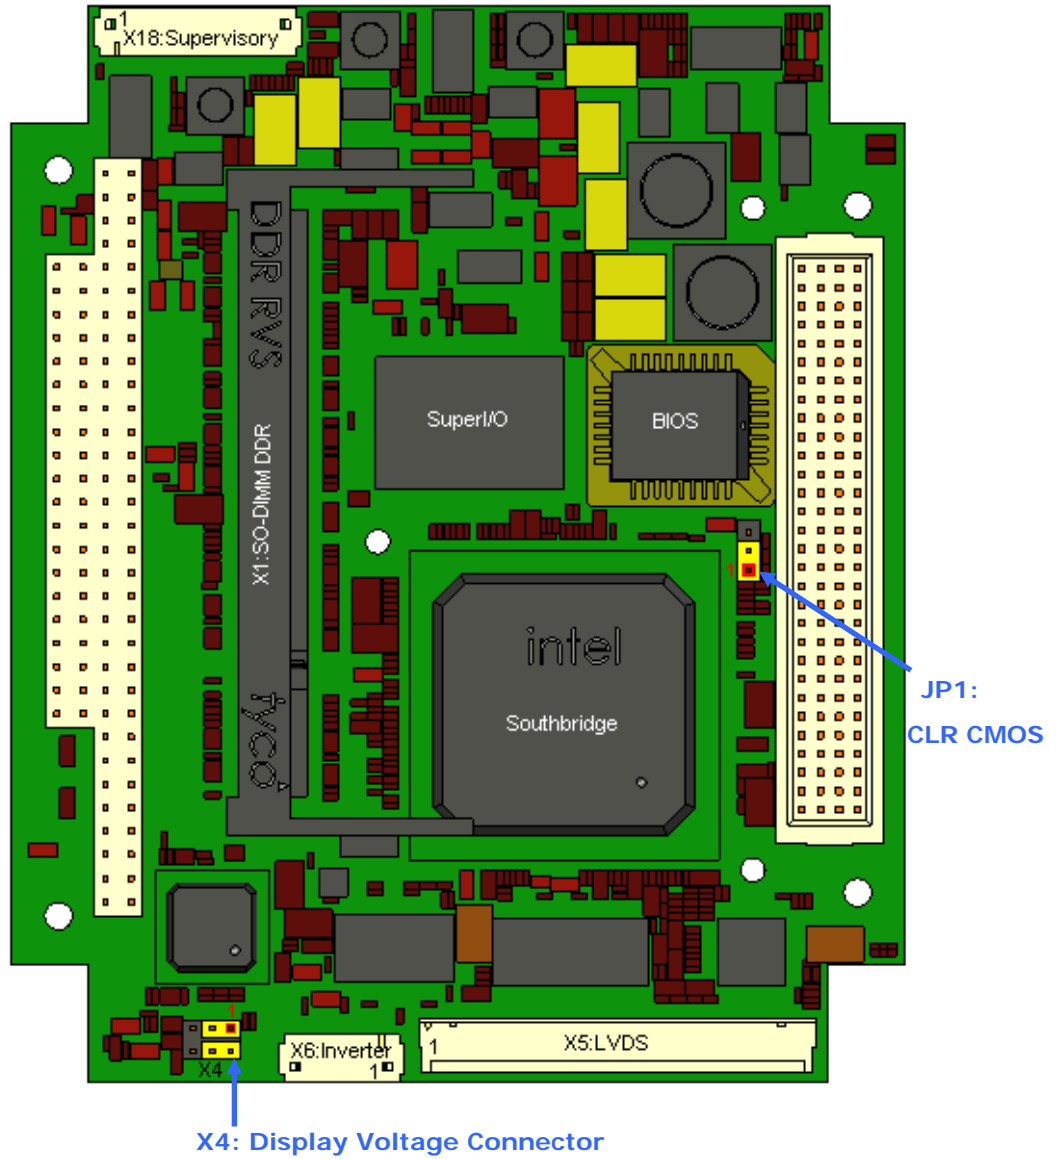 1
X18:Supervisory
DDR RVS
X1:SO-DIMM DDR
tyco
SuperI/O
BIOS
1
intel
Southbridge
JP1:
CLR CMOS
1
X4
X6:Inverter
1
1
X5:LVDS
X4: Display Voltage Connector